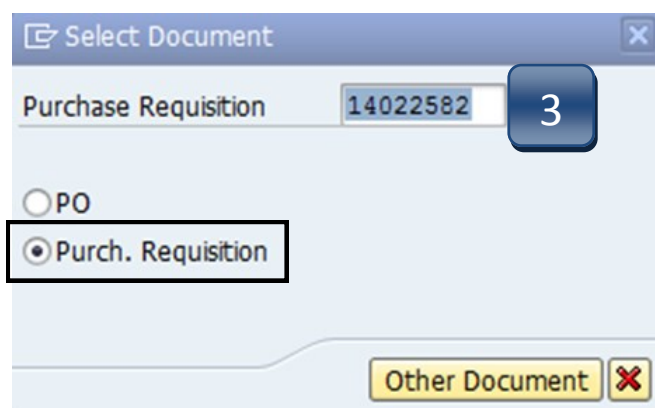 Select Document
Purchase Requisition 14022582 3
PO
Purch. Requisition
Other Document